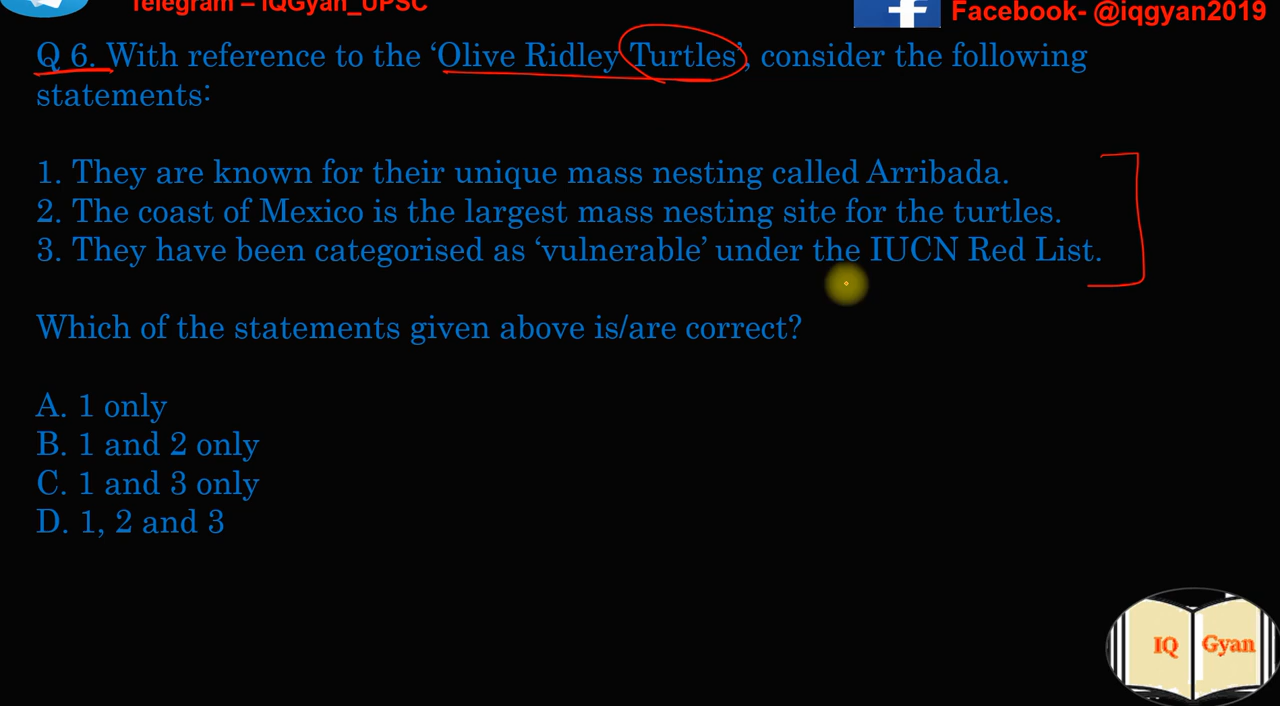 Telegram – IQGyan_UPSC
Facebook- @iqgyan2019
Q 6. With reference to the ‘Olive Ridley Turtles’, consider the following
statements:
1. They are known for their unique mass nesting called Arribada.
2. The coast of Mexico is the largest mass nesting site for the turtles.
3. They have been categorised as ‘vulnerable’ under the IUCN Red List.
Which of the statements given above is/are correct?
A. 1 only
B. 1 and 2 only
C. 1 and 3 only
D. 1, 2 and 3
IQ Gyan